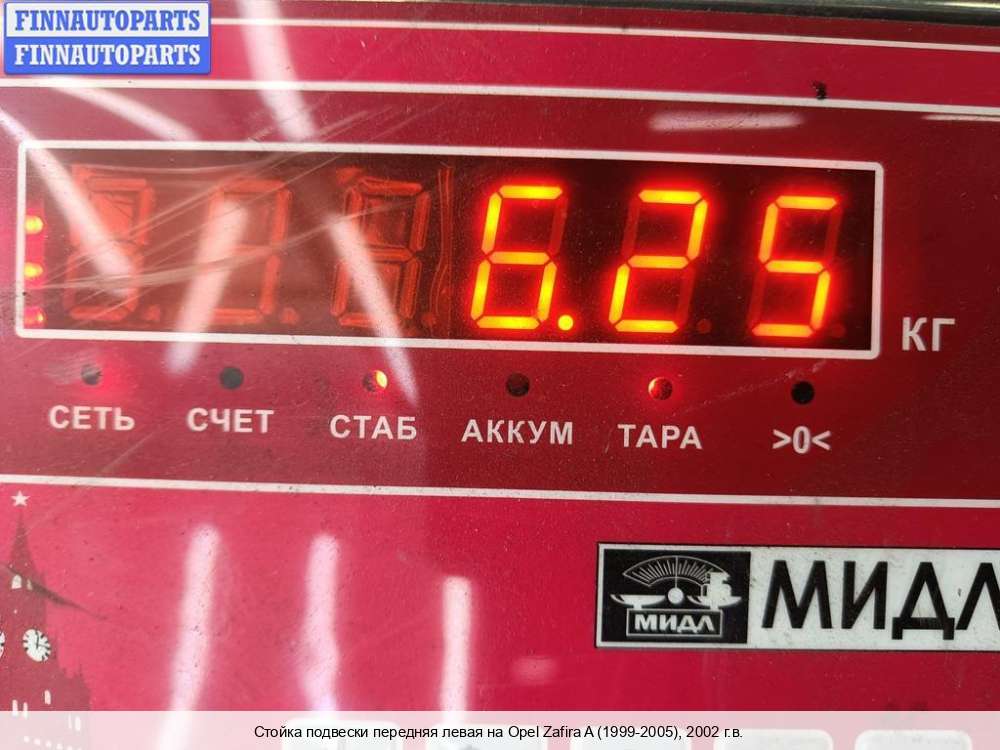 FINNAUTOPARTS
FINNAUTOPARTS
6.25
КГ
СЕТЬ СЧЕТ СТАБ АККУМ ТАРА >0<
МИДЛ МИДЛ
Стойка подвески передняя левая на Opel Zafira A (1999-2005), 2002 г.в.